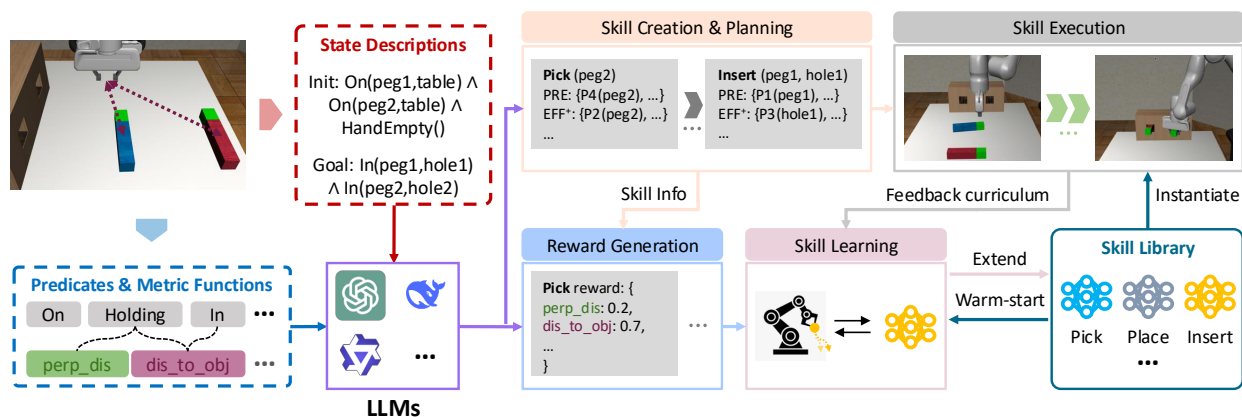 State Descriptions
Init: On(peg1,table) ∧
On(peg2,table) ∧
HandEmpty()
Goal: In(peg1,hole1)
∧ In(peg2,hole2)
Predicates & Metric Functions
On
Holding
In
•••
perp_dis
dis_to_obj
•••
•••
LLMs
Skill Creation & Planning
Pick (peg2)
PRE: {P4(peg2), …}
EFF⁺: {P2(peg2), …}
…
•••
Insert (peg1, hole1)
PRE: {P1(peg1), …}
EFF⁺: {P3(hole1), …}
…
Skill Info
Reward Generation
Pick reward: {
perp_dis: 0.2,
dis_to_obj: 0.7,
…
}
•••
Skill Execution
•••
Feedback curriculum
Instantiate
Skill Learning
Extend
Warm-start
Skill Library
Pick
Place
Insert
•••